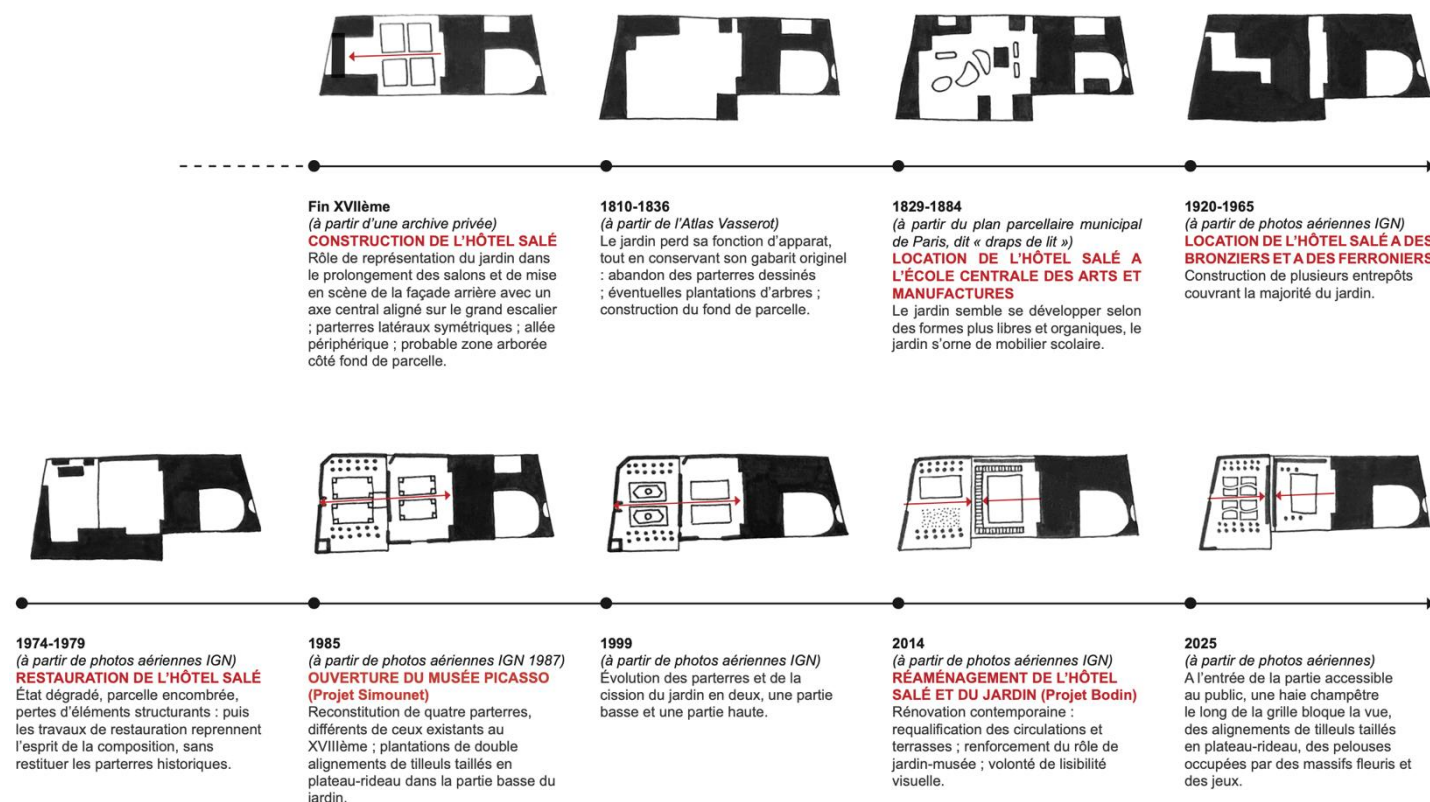 Fin XVIIème
(à partir d'une archive privée)
CONSTRUCTION DE L'HÔTEL SALÉ
Rôle de représentation du jardin dans
le prolongement des salons et de mise
en scène de la façade arrière avec un
axe central aligné sur le grand escalier
; parterres latéraux symétriques ; allée
périphérique ; probable zone arborée
côté fond de parcelle.
1810-1836
(à partir de l'Atlas Vasserot)
Le jardin perd sa fonction d'apparat,
tout en conservant son gabarit originel
: abandon des parterres dessinés
; éventuelles plantations d'arbres ;
construction du fond de parcelle.
1829-1884
(à partir du plan parcellaire municipal
de Paris, dit « draps de lit »)
LOCATION DE L'HÔTEL SALÉ A
L'ÉCOLE CENTRALE DES ARTS ET
MANUFACTURES
Le jardin semble se développer selon
des formes plus libres et organiques, le
jardin s'orne de mobilier scolaire.
1920-1965
(à partir de photos aériennes IGN)
LOCATION DE L'HÔTEL SALÉ A DES
BRONZIERS ET A DES FERRONIERS
Construction de plusieurs entrepôts
couvrant la majorité du jardin.
1974-1979
(à partir de photos aériennes IGN)
RESTAURATION DE L'HÔTEL SALÉ
État dégradé, parcelle encombrée,
pertes d'éléments structurants : puis
les travaux de restauration reprennent
l'esprit de la composition, sans
restituer les parterres historiques.
1985
(à partir de photos aériennes IGN 1987)
OUVERTURE DU MUSÉE PICASSO
(Projet Simounet)
Reconstitution de quatre parterres,
différents de ceux existants au
XVIIIème ; plantations de double
alignements de tilleuls taillés en
plateau-rideau dans la partie basse du
jardin.
1999
(à partir de photos aériennes IGN)
Évolution des parterres et de la
cission du jardin en deux, une partie
basse et une partie haute.
2014
(à partir de photos aériennes IGN)
RÉAMÉNAGEMENT DE L'HÔTEL
SALÉ ET DU JARDIN (Projet Bodin)
Rénovation contemporaine :
requalification des circulations et
terrasses ; renforcement du rôle de
jardin-musée ; volonté de lisibilité
visuelle.
2025
(à partir de photos aériennes)
A l'entrée de la partie accessible
au public, une haie champêtre
le long de la grille bloque la vue,
des alignements de tilleuls taillés
en plateau-rideau, des pelouses
occupées par des massifs fleuris et
des jeux.